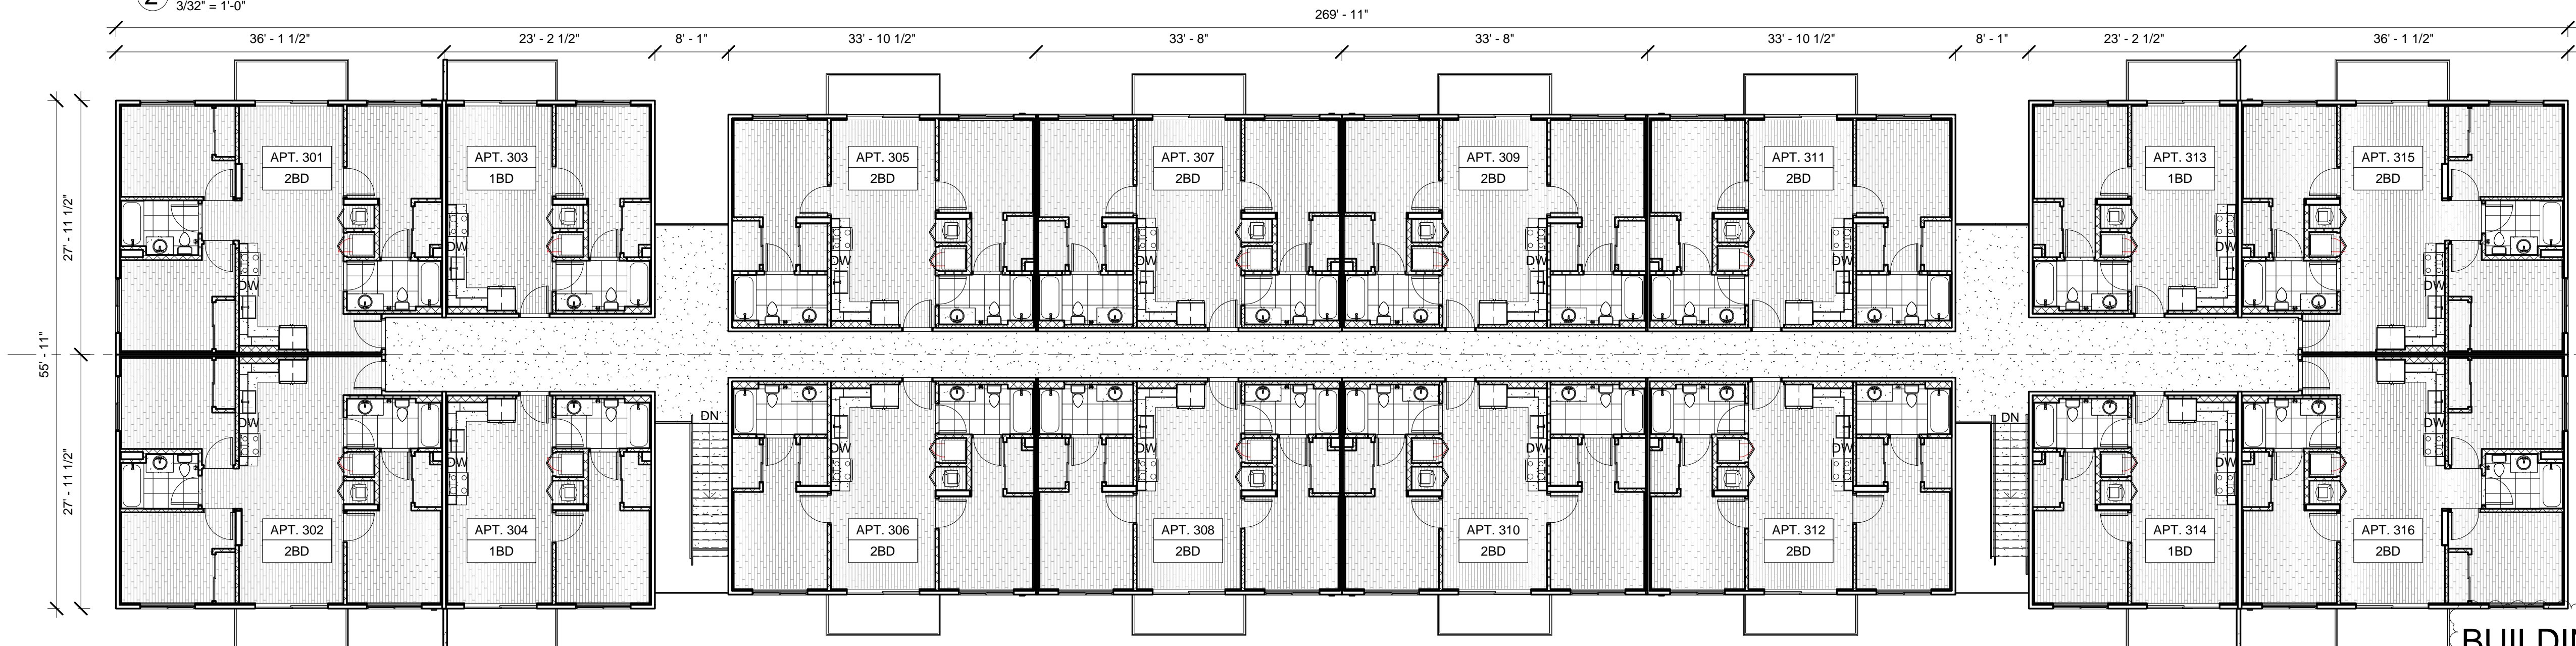 2
3/32" = 1'-0"
269' - 11"
36' - 1 1/2"
23' - 2 1/2"
8' - 1"
33' - 10 1/2"
33' - 8"
33' - 8"
33' - 10 1/2"
8' - 1"
23' - 2 1/2"
36' - 1 1/2"
55' - 11"
27' - 11 1/2"
27' - 11 1/2"
APT. 301
2BD
APT. 303
1BD
APT. 305
2BD
APT. 307
2BD
APT. 309
2BD
APT. 311
2BD
APT. 313
1BD
APT. 315
2BD
DW
DW
DW
DW
DW
DW
DW
DW
DN
DN
DW
DW
DW
DW
DW
DW
DW
DW
APT. 302
2BD
APT. 304
1BD
APT. 306
2BD
APT. 308
2BD
APT. 310
2BD
APT. 312
2BD
APT. 314
1BD
APT. 316
2BD